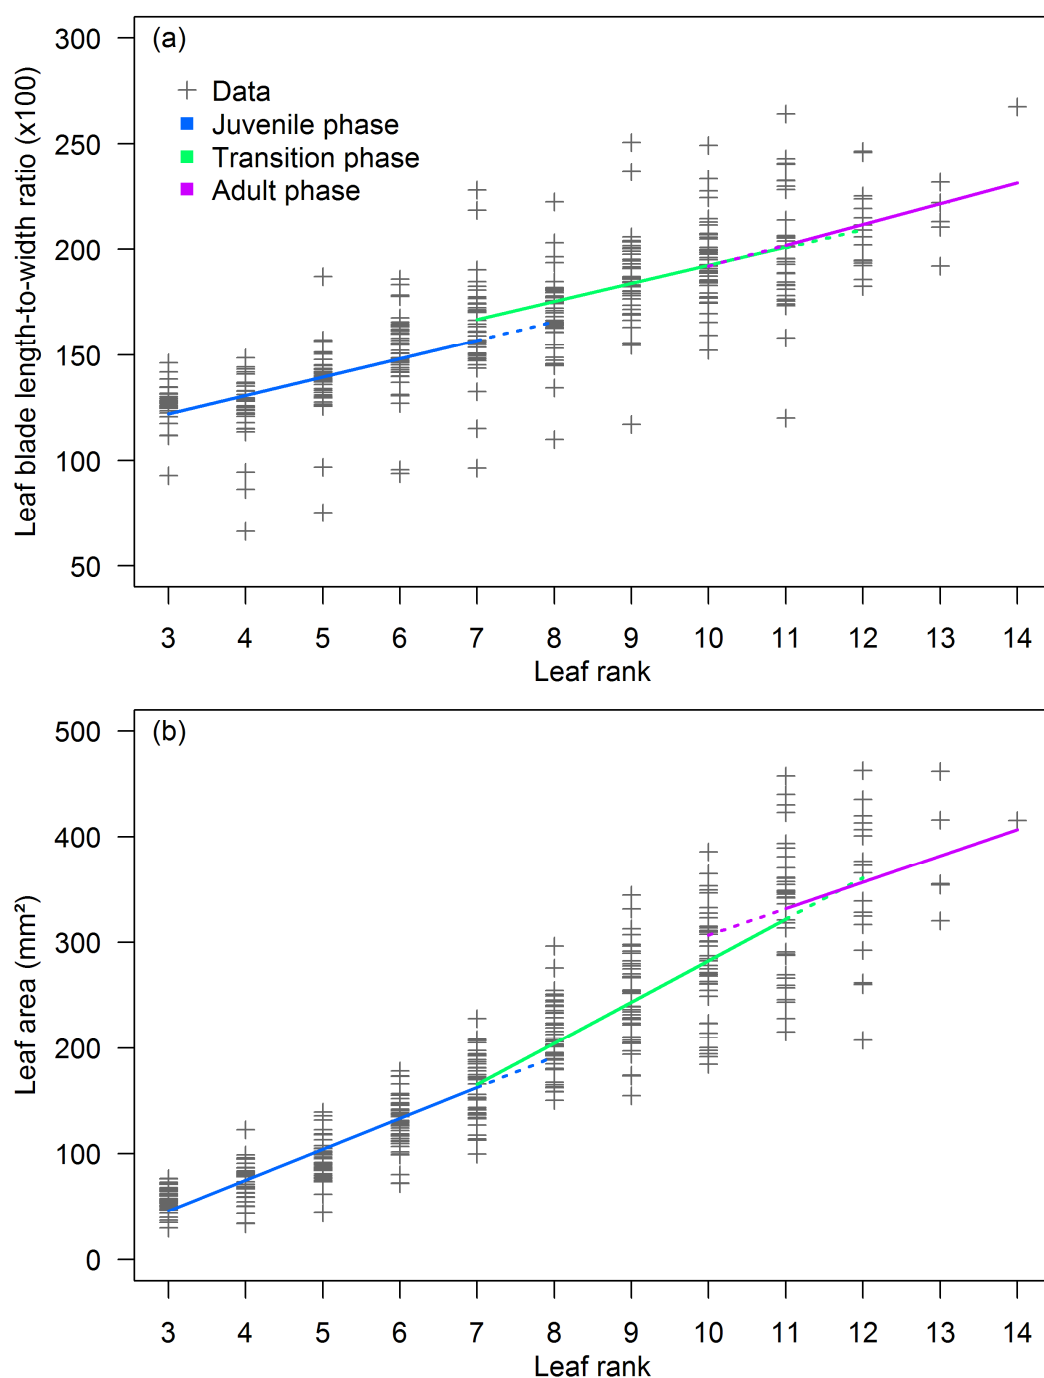 (a)
Data
Juvenile phase
Transition phase
Adult phase
Leaf blade length-to-width ratio (x100)
300
250
200
150
100
50
3 4 5 6 7 8 9 10 11 12 13 14
Leaf rank
(b)
Leaf area (mm²)
500
400
300
200
100
0
3 4 5 6 7 8 9 10 11 12 13 14
Leaf rank